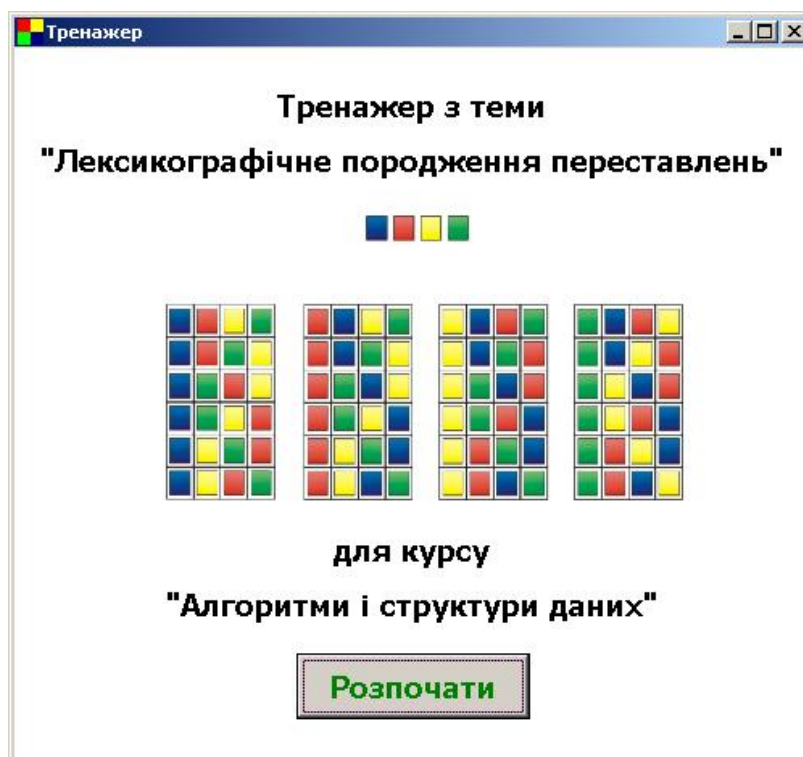 Тренажер
Тренажер з теми
"Лексикографічне породження переставлень"
для курсу
"Алгоритми і структури даних"
Розпочати